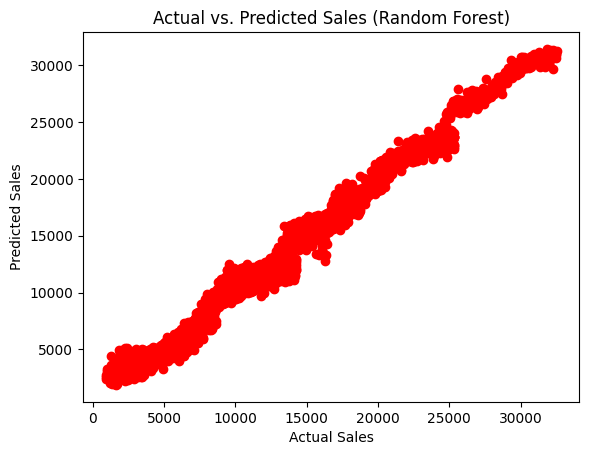 Actual vs. Predicted Sales (Random Forest)
30000
25000
20000
15000
10000
5000
Predicted Sales
0 5000 10000 15000 20000 25000 30000
Actual Sales